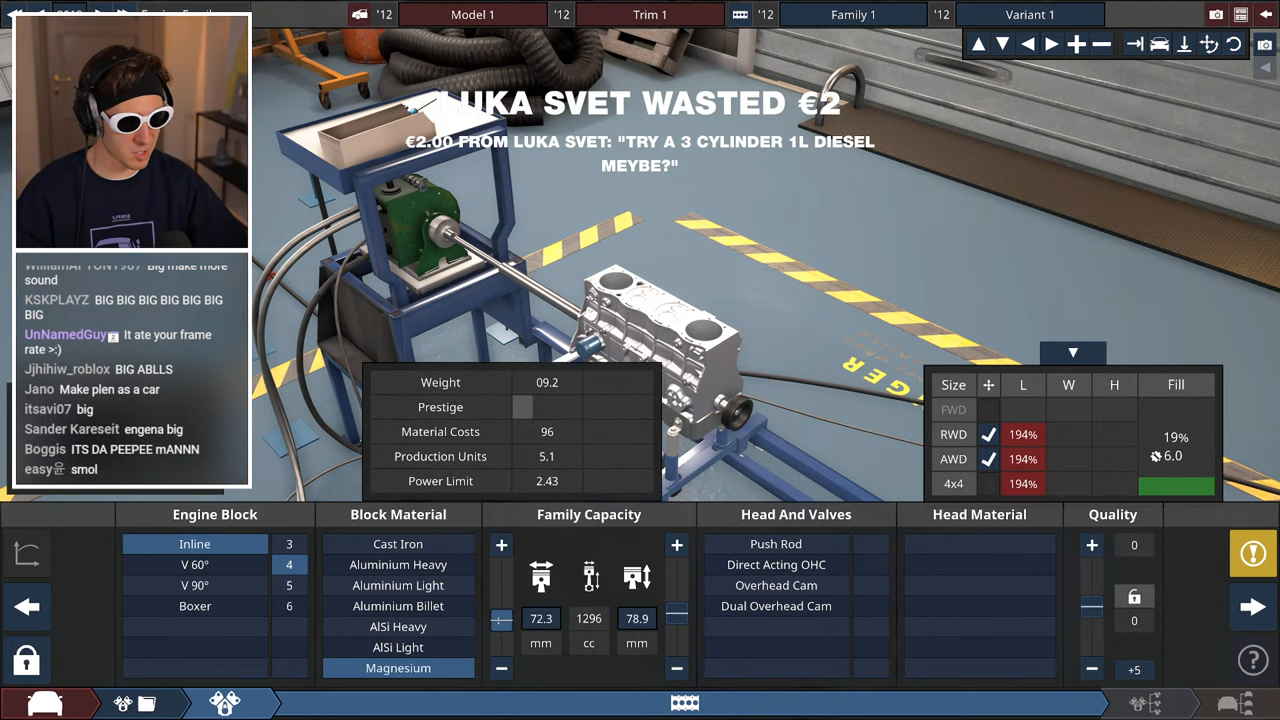 '12
Model 1
'12
Trim 1
'12
Family 1
'12
Variant 1
LUKA SVET WASTED €2
€2.00 FROM LUKA SVET: "TRY A 3 CYLINDER 1L DIESEL
MEYBE?"
Big make more
sound
KSKPLAYZ BIG BIG BIG BIG BIG BIG
BIG
UnNamedGuy It ate your frame
rate >:)
Jjhihiw_roblox BIG ABLLS
Jano Make plen as a car
itsavi07 big
Sander Kareseit engena big
Boggis ITS DA PEEPEE mANNN
easy윤 smol
Weight 09.2
Prestige
Material Costs 96
Production Units 5.1
Power Limit 2.43
Size L W H Fill
FWD
RWD 194%
AWD 194%
4x4 194%
19%
6.0
Engine Block
Inline 3
V 60° 4
V 90° 5
Boxer 6
Block Material
Cast Iron
Aluminium Heavy
Aluminium Light
Aluminium Billet
AlSi Heavy
AlSi Light
Magnesium
Family Capacity
+ +
72.3 1296 78.9
mm cc mm
− −
Head And Valves
Push Rod
Direct Acting OHC
Overhead Cam
Dual Overhead Cam
Head Material
Quality
+ 0
0
− +5